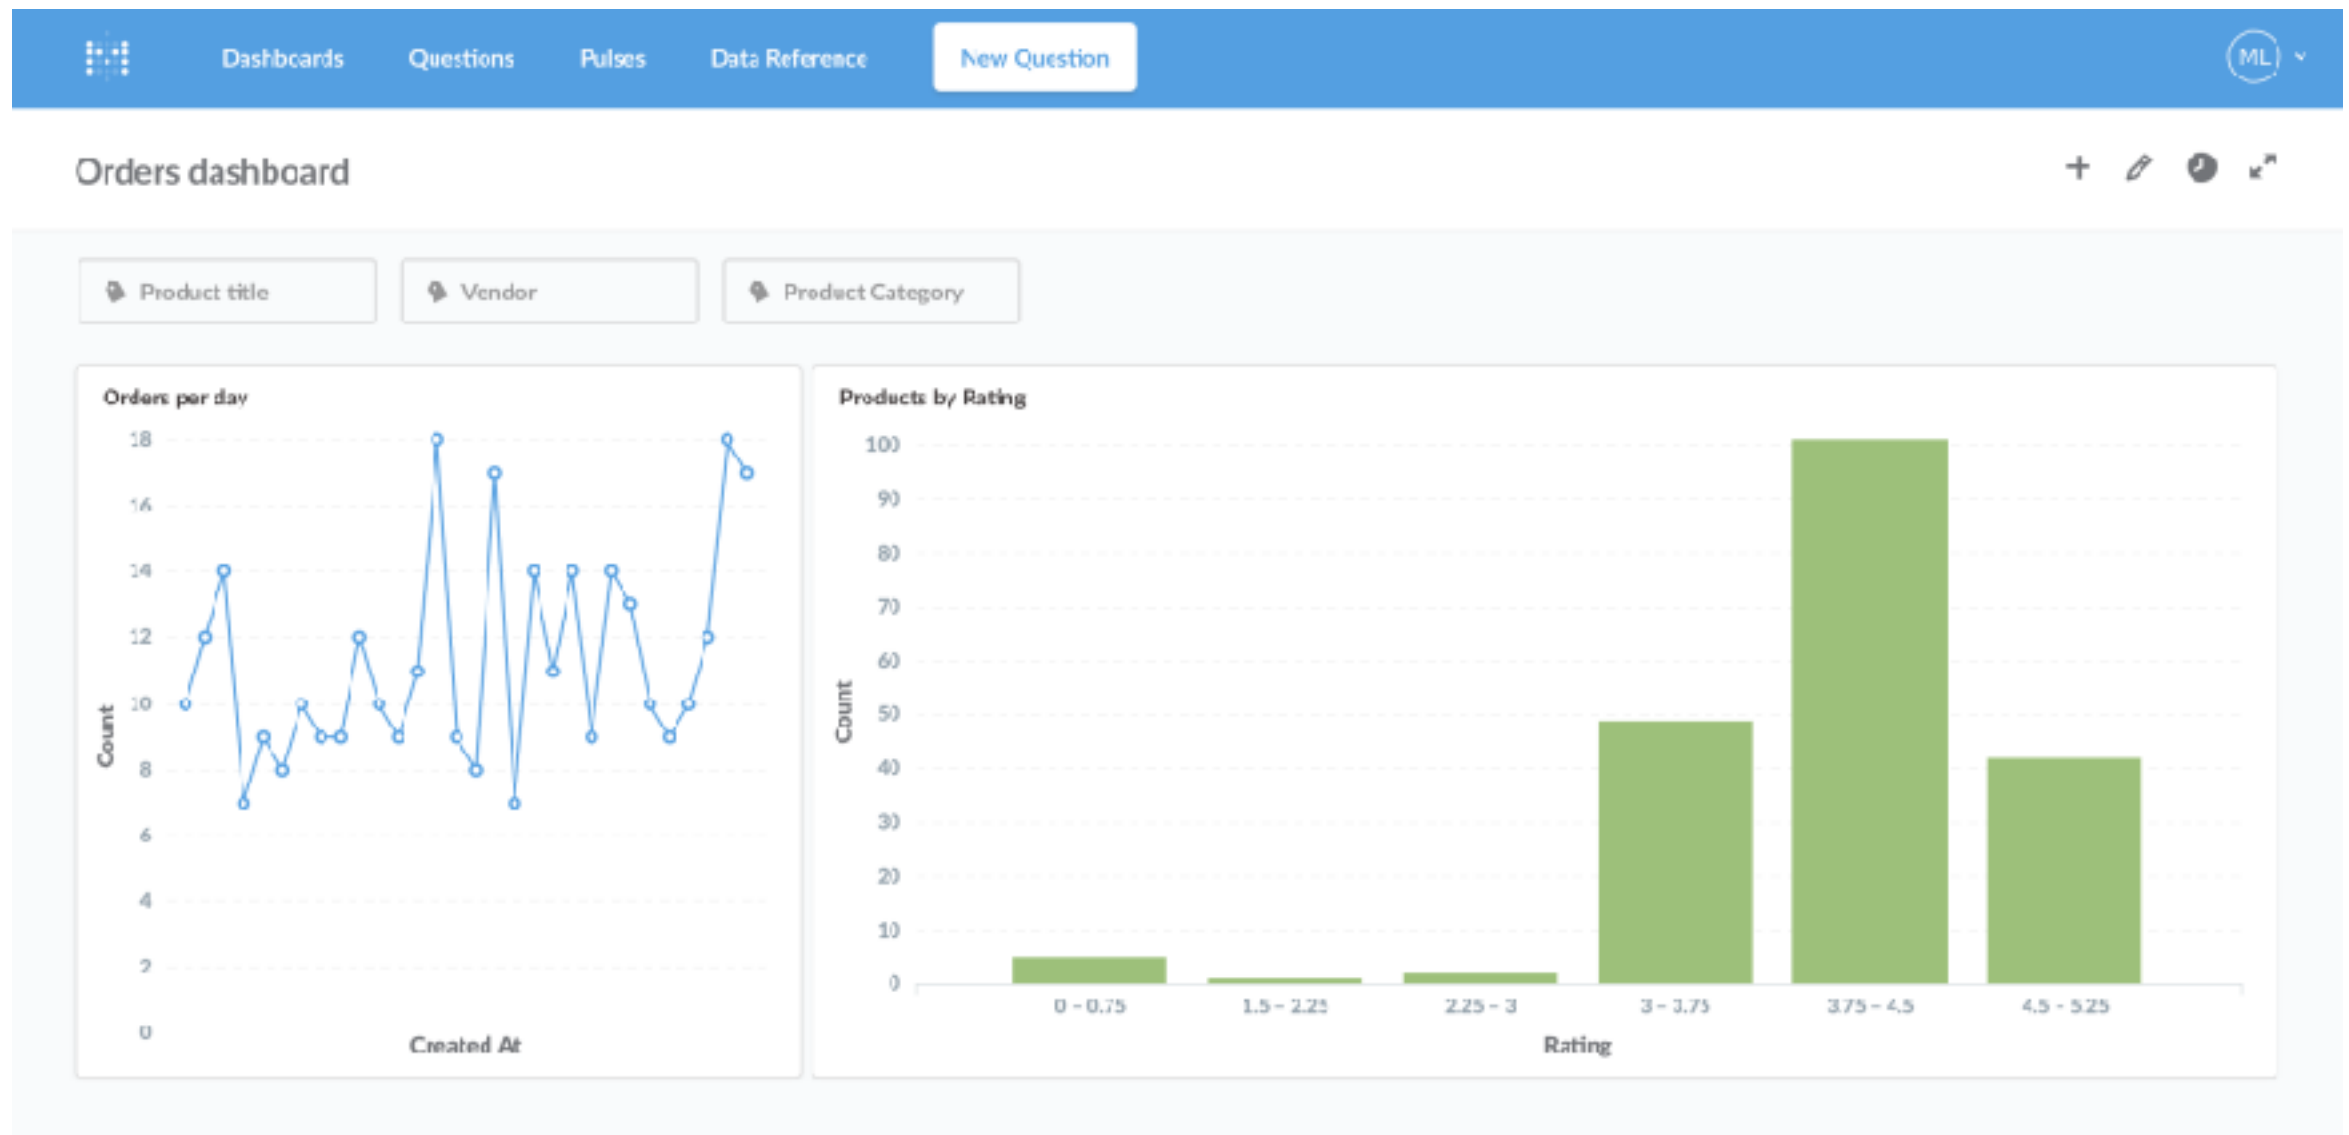 Dashboards Questions Pulses Data Reference New Question ML
Orders dashboard
Product title Vendor Product Category
Orders per day
18
16
14
12
10
8
6
4
2
0
Count
Created At
Products by Rating
100
90
80
70
60
50
40
30
20
10
0
Count
0 – 0.75 1.5 – 2.25 2.25 – 3 3 – 3.75 3.75 – 4.5 4.5 – 5.25
Rating